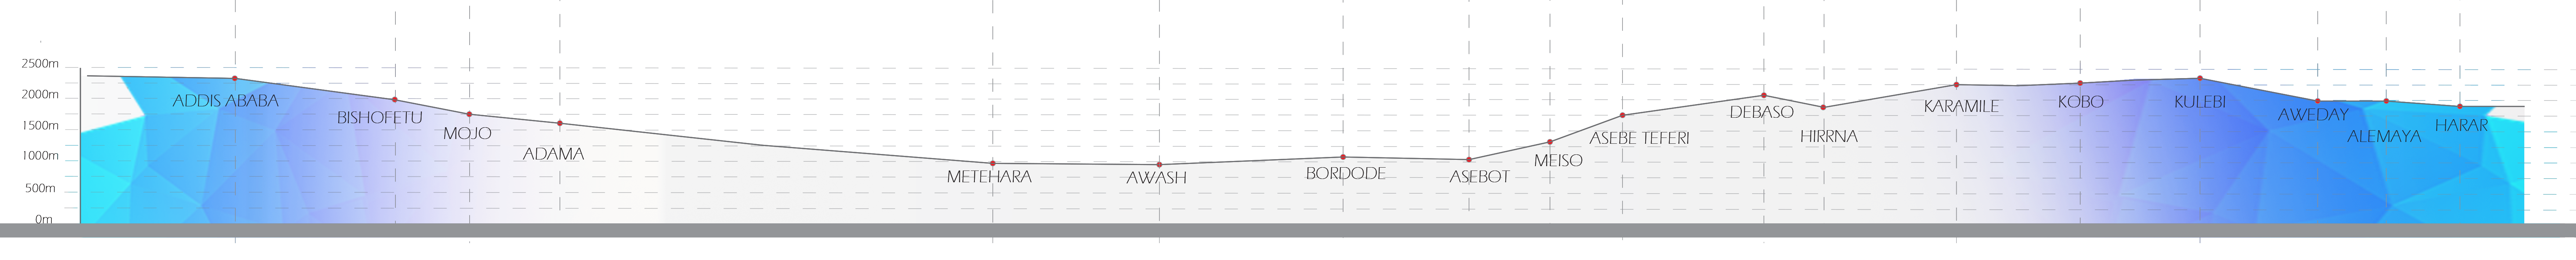 2500m
2000m
1500m
1000m
500m
0m
ADDIS ABABA
BISHOFETU
MOJO
ADAMA
METEHARA
AWASH
BORDODE
ASEBOT
MEISO
ASEBE TEFERI
DEBASO
HIRRNA
KARAMILE
KOBO
KULEBI
AWEDAY
ALEMAYA
HARAR